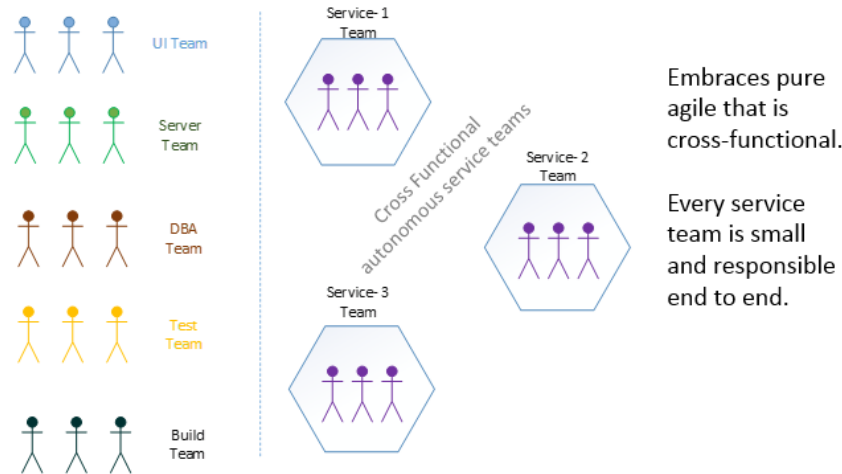 UI Team
Server
Team
DBA
Team
Test
Team
Build
Team
Service-1
Team
Cross Functional
autonomous service teams
Service-2
Team
Service-3
Team
Embraces pure
agile that is
cross-functional.
Every service
team is small
and responsible
end to end.